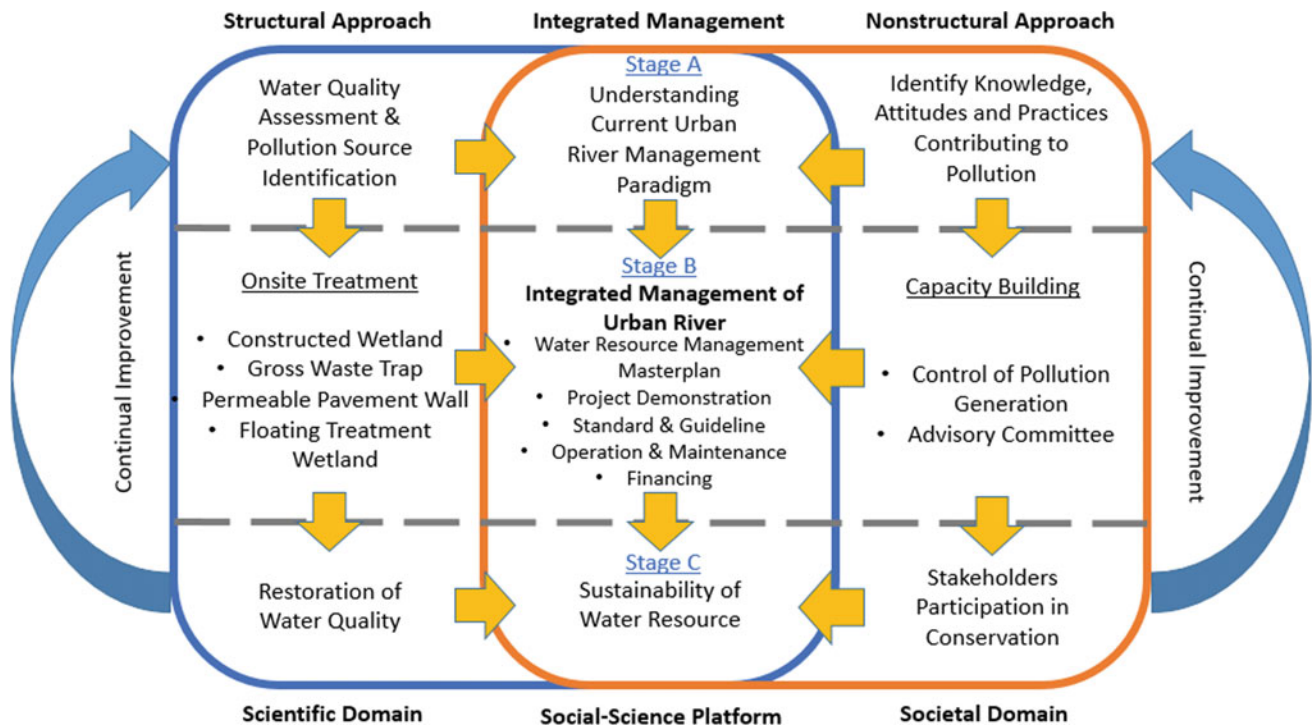 Structural Approach
Integrated Management
Nonstructural Approach
Water Quality
Assessment &
Pollution Source
Identification
Stage A
Understanding
Current Urban
River Management
Paradigm
Identify Knowledge,
Attitudes and Practices
Contributing to
Pollution
Continual Improvement
Onsite Treatment
• Constructed Wetland
• Gross Waste Trap
• Permeable Pavement Wall
• Floating Treatment
Wetland
Stage B
Integrated Management of
Urban River
• Water Resource Management
Masterplan
• Project Demonstration
• Standard & Guideline
• Operation & Maintenance
• Financing
Capacity Building
• Control of Pollution
Generation
• Advisory Committee
Continual Improvement
Restoration of
Water Quality
Stage C
Sustainability of
Water Resource
Stakeholders
Participation in
Conservation
Scientific Domain
Social-Science Platform
Societal Domain